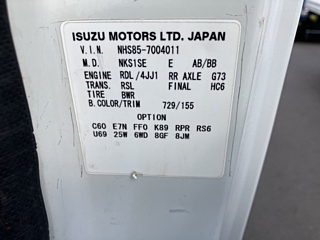 ISUZU MOTORS LTD. JAPAN
V.I.N. NHS85-7004011
M.D. NKS1SE E AB/BB
ENGINE RDL/4JJ1 RR AXLE G73
TRANS. RSL FINAL HC6
TIRE BWR
B.COLOR/TRIM 729/155
OPTION
C60 E7N FF0 K89 RPR RS6
U69 25W 6WD 8GF 8JM